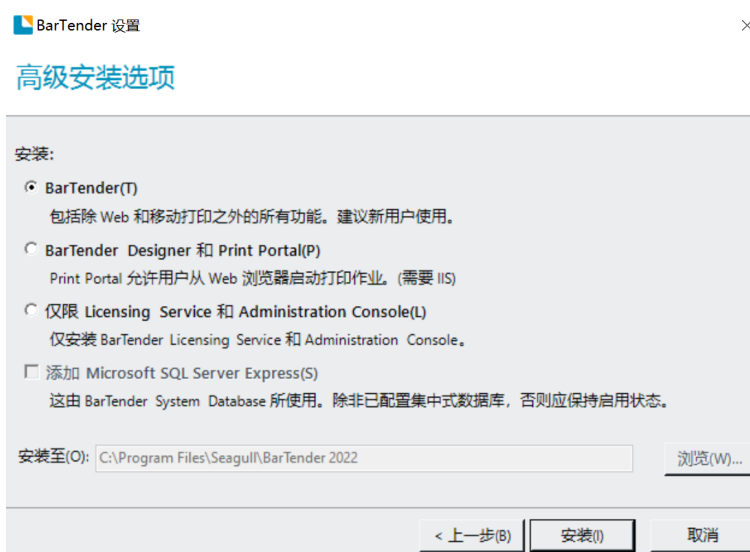 BarTender 设置
高级安装选项
安装:
BarTender(T)
包括除 Web 和移动打印之外的所有功能。建议新用户使用。
BarTender Designer 和 Print Portal(P)
Print Portal 允许用户从 Web 浏览器启动打印作业。(需要 IIS)
仅限 Licensing Service 和 Administration Console(L)
仅安装 BarTender Licensing Service 和 Administration Console。
添加 Microsoft SQL Server Express(S)
这由 BarTender System Database 所使用。除非已配置集中式数据库，否则应保持启用状态。
安装至(O): C:\Program Files\Seagull\BarTender 2022 浏览(W)...
< 上一步(B) 安装(I) 取消